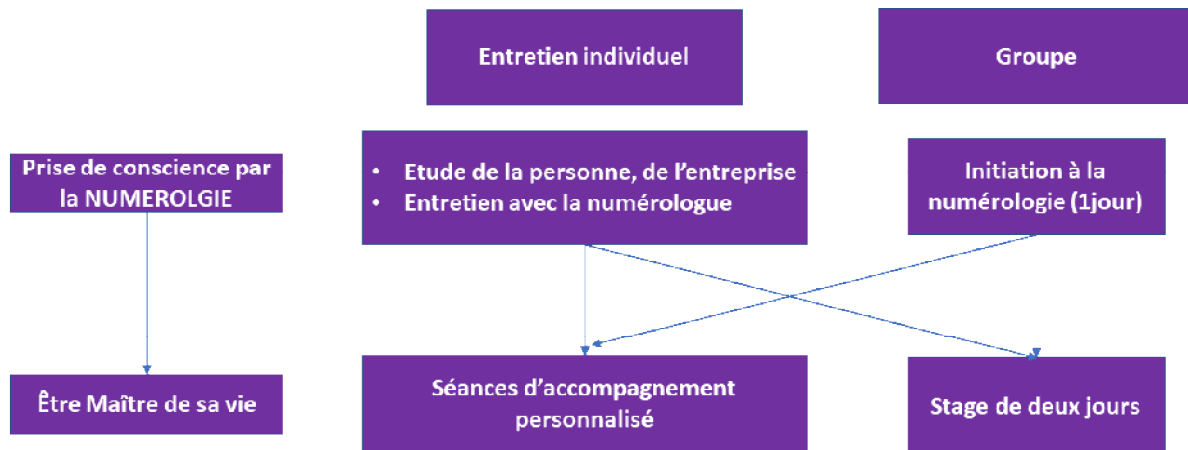 Entretien individuel
Groupe
Prise de conscience par
la NUMEROLGIE
• Etude de la personne, de l'entreprise
• Entretien avec la numérologue
Initiation à la
numérologie (1jour)
Être Maître de sa vie
Séances d'accompagnement
personnalisé
Stage de deux jours